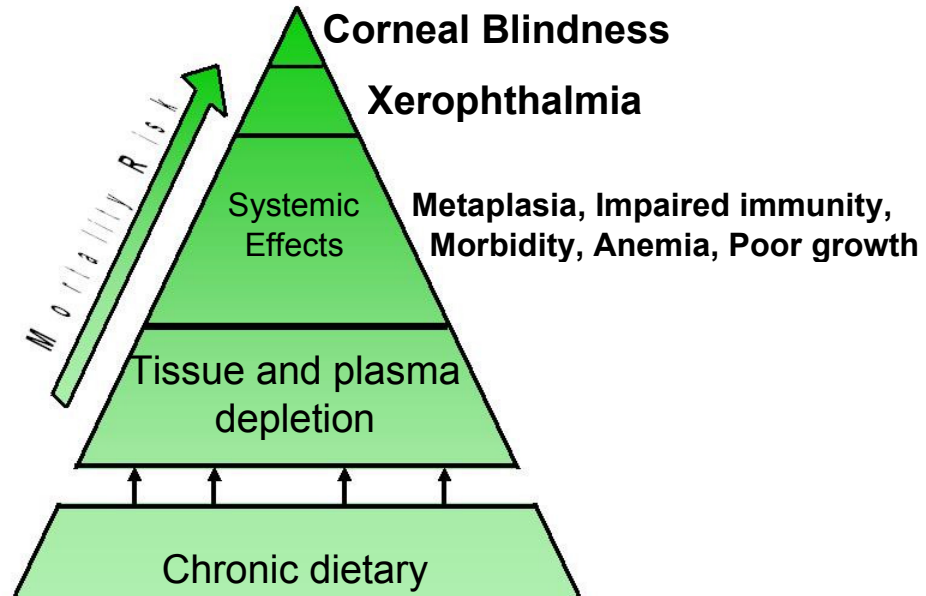 Corneal Blindness
Xerophthalmia
Mortality Risk
Systemic
Effects
Metaplasia, Impaired immunity,
Morbidity, Anemia, Poor growth
Tissue and plasma
depletion
Chronic dietary